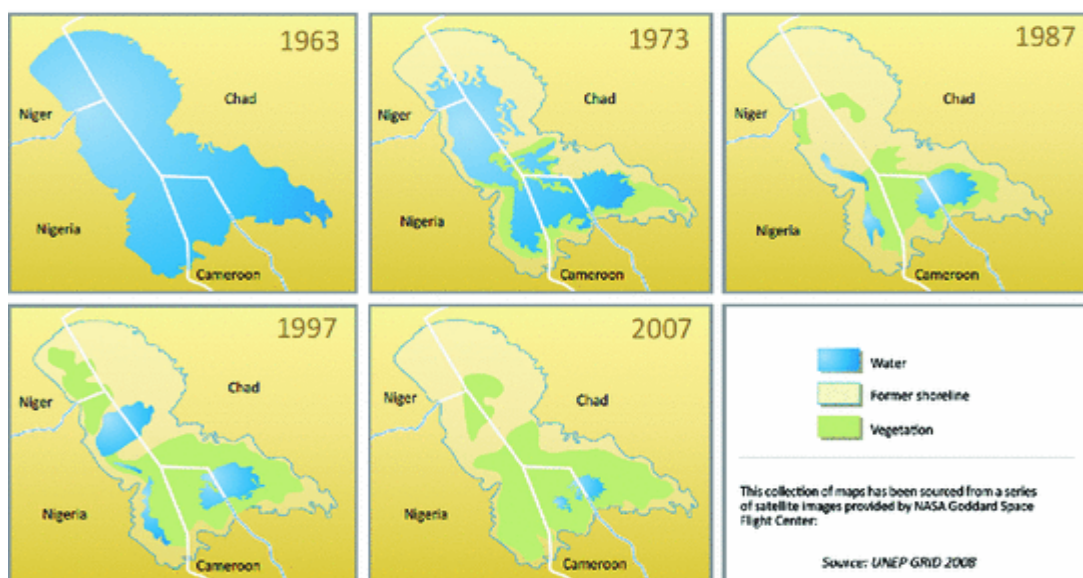 1963
Niger
Chad
Nigeria
Cameroon
1973
Niger
Chad
Nigeria
Cameroon
1987
Niger
Chad
Nigeria
Cameroon
1997
Niger
Chad
Nigeria
Cameroon
2007
Niger
Chad
Nigeria
Cameroon
Water
Former shoreline
Vegetation
This collection of maps has been sourced from a series
of satellite images provided by NASA Goddard Space
Flight Center:
Source: UNEP GRID 2008